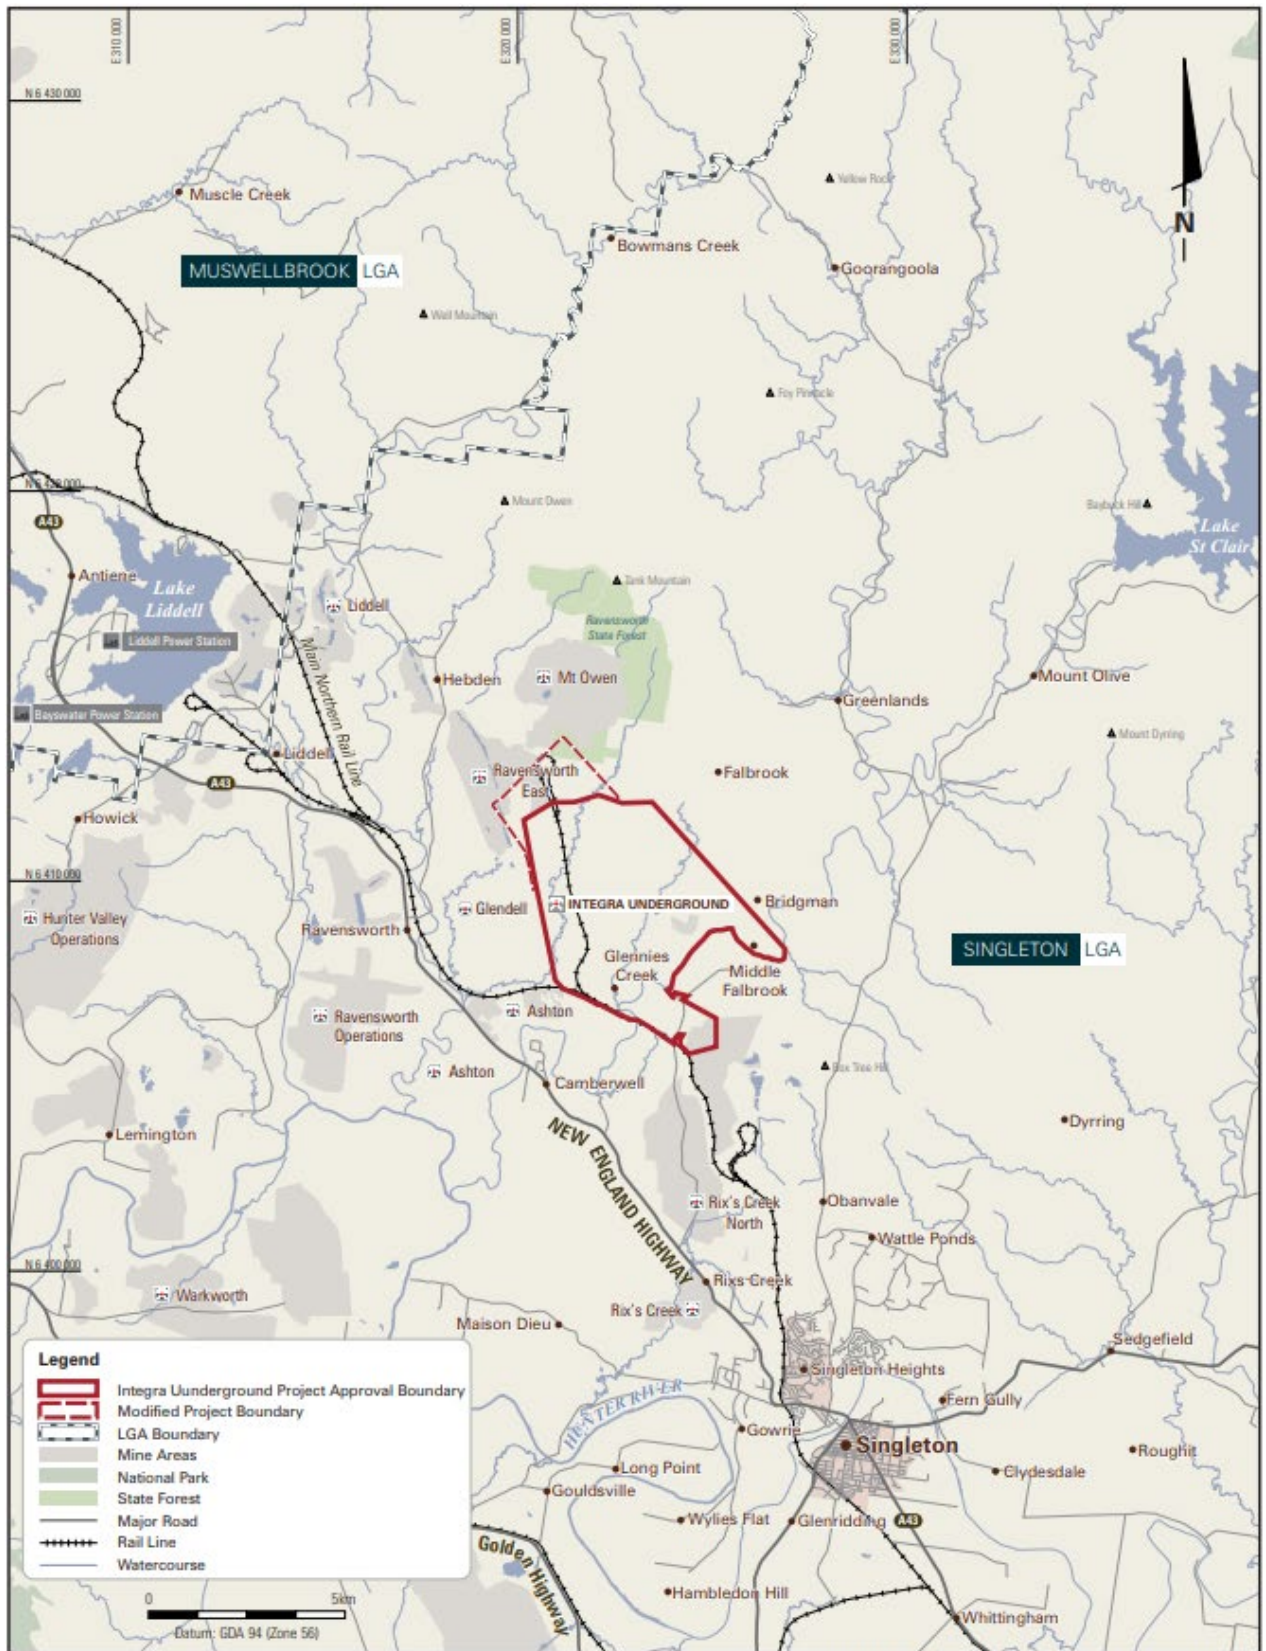 E 310 000
E 320 000
E 330 000
N 6 430 000
Yellow Rock
Muscle Creek
N
Bowmans Creek
MUSWELLBROOK LGA
Goorangoola
Well Mountain
Foy Pinnacle
N 6 420 000
Mount Owen
Baybuck Hill
A43
Lake
St Clair
Antiene
Lake
Liddell
Tank Mountain
Liddell
Ravensworth
State Forest
Liddell Power Station
Main Northern Rail Line
Hebden
Mt Owen
Mount Olive
Greenlands
Bayswater Power Station
Mount Dyrring
Liddell
Ravensworth
East
Falbrook
A43
Howick
N 6 410 000
INTEGRA UNDERGROUND
Bridgman
Glendell
Hunter Valley
Operations
Ravensworth
SINGLETON LGA
Glennies
Creek
Middle
Falbrook
Ashton
Ravensworth
Operations
Ashton
Box Tree Hill
Camberwell
Dyrring
Lemington
NEW ENGLAND HIGHWAY
Rix's Creek
North
Obanvale
Wattle Ponds
N 6 400 000
Rixs Creek
Warkworth
Rix's Creek
Maison Dieu
Sedgefield
Singleton Heights
HUNTER RIVER
Fern Gully
Gowrie
Singleton
Roughit
Long Point
Clydesdale
Gouldsville
Wylies Flat
Glenridding
A43
Golden Highway
Hambledon Hill
Whittingham
Legend
Integra Uunderground Project Approval Boundary
Modified Project Boundary
LGA Boundary
Mine Areas
National Park
State Forest
Major Road
Rail Line
Watercourse
0 5km
Datum: GDA 94 (Zone 56)